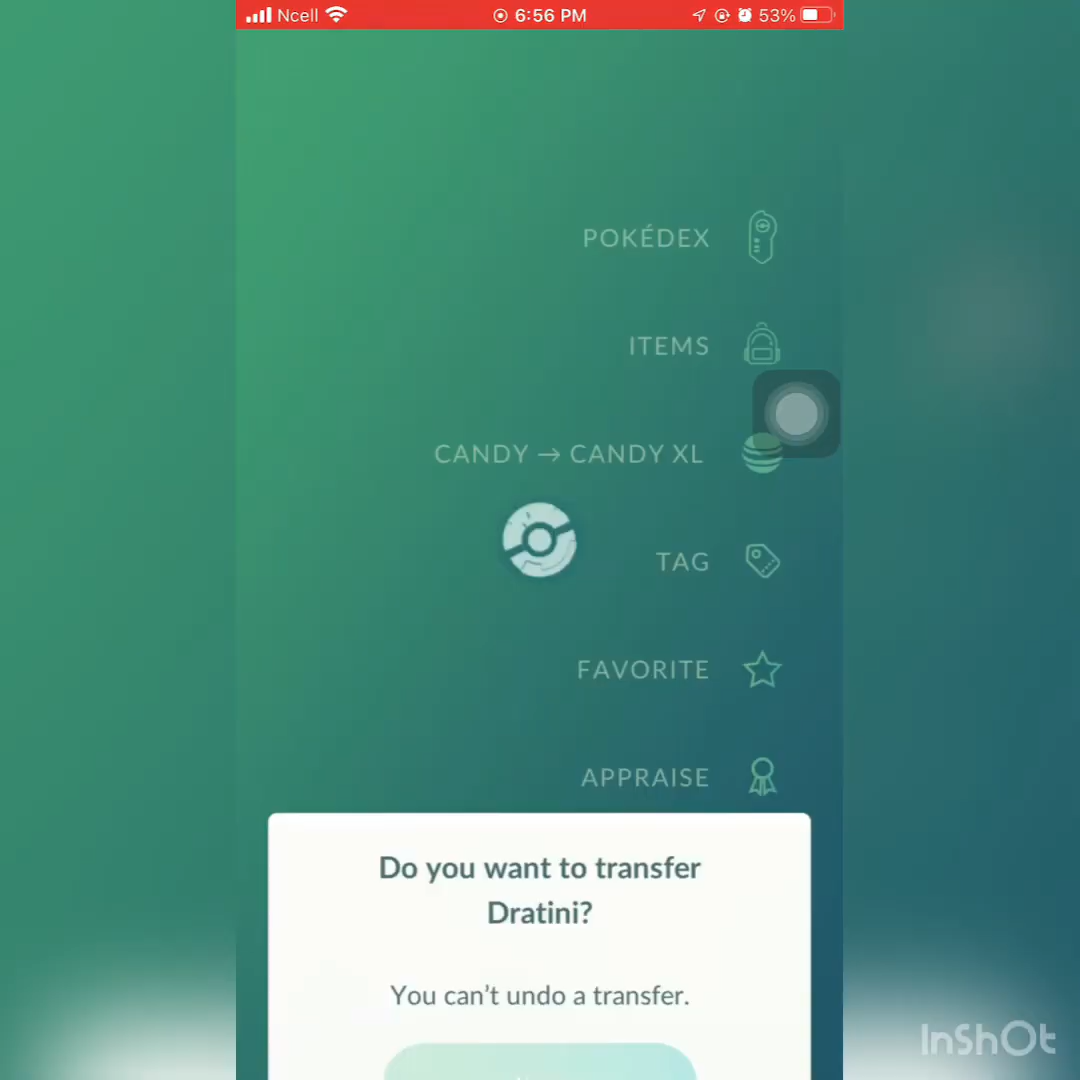 Ncell 6:56 PM 53%
POKÉDEX
ITEMS
CANDY → CANDY XL
TAG
FAVORITE
APPRAISE
Do you want to transfer
Dratini?
You can't undo a transfer.
InShOt